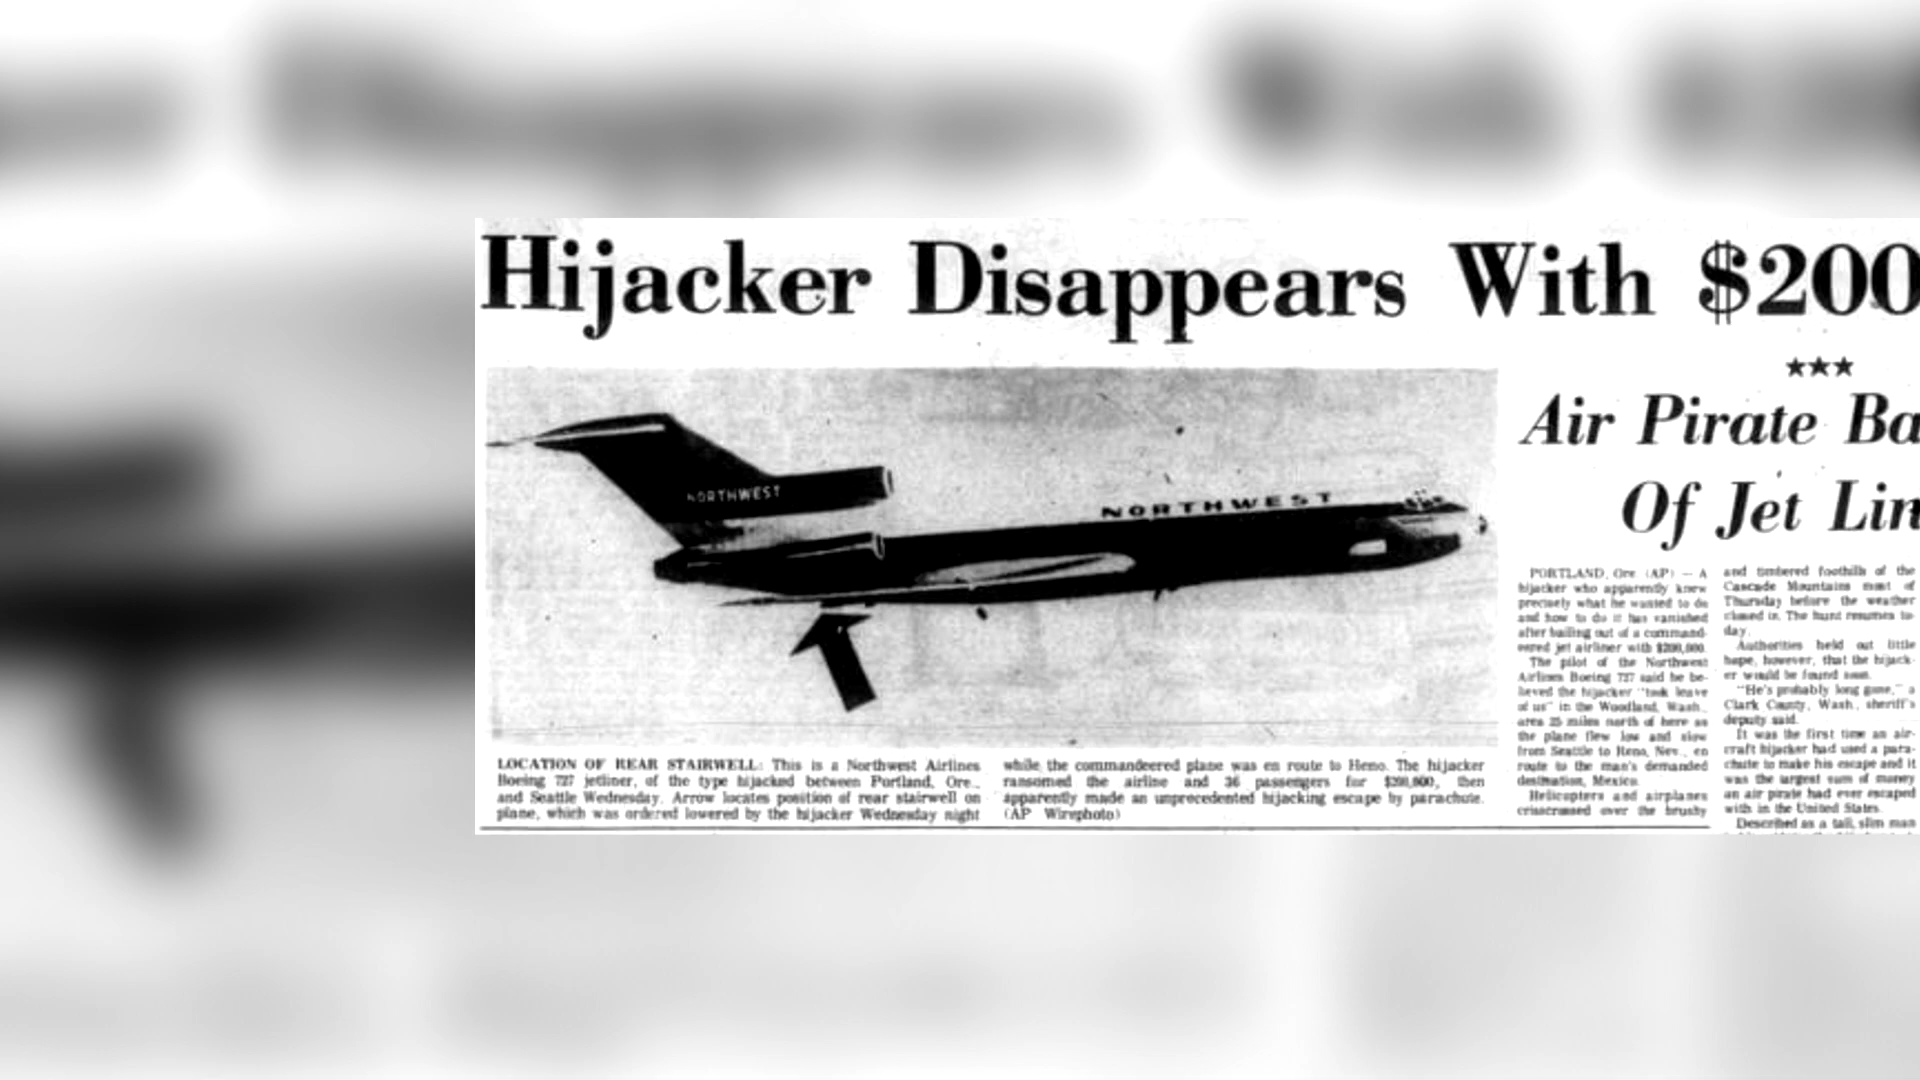 Hijacker Disappears With $200
★★★
Air Pirate Ba
Of Jet Lin
NORTHWEST
NORTHWEST
LOCATION OF REAR STAIRWELL: This is a Northwest Airlines
Boeing 727 jetliner, of the type hijacked between Portland, Ore.,
and Seattle Wednesday. Arrow locates position of rear stairwell on
plane, which was ordered lowered by the hijacker Wednesday night
while the commandeered plane was en route to Reno. The hijacker
ransomed the airline and 36 passengers for $200,000, then
apparently made an unprecedented hijacking escape by parachute.
(AP Wirephoto)
PORTLAND, Ore. (AP) — A
hijacker who apparently knew
precisely what he wanted to do
and how to do it has vanished
after bailing out of a command-
eered jet airliner with $200,000.
The pilot of the Northwest
Airlines Boeing 727 said he be-
lieved the hijacker "took leave
of us" in the Woodland, Wash.,
area 25 miles north of here as
the plane flew low and slow
from Seattle to Reno, Nev., en
route to the man's demanded
destination, Mexico.
Helicopters and airplanes
crisscrossed over the brushy
and timbered foothills of the
Cascade Mountains most of
Thursday before the weather
closed in. The hunt resumes to-
day.
Authorities held out little
hope, however, that the hijack-
er would be found soon.
"He's probably long gone," a
Clark County, Wash., sheriff's
deputy said.
It was the first time an air-
craft hijacker had used a para-
chute to make his escape and it
was the largest sum of money
an air pirate had ever escaped
with in the United States.
Described as a tall, slim man